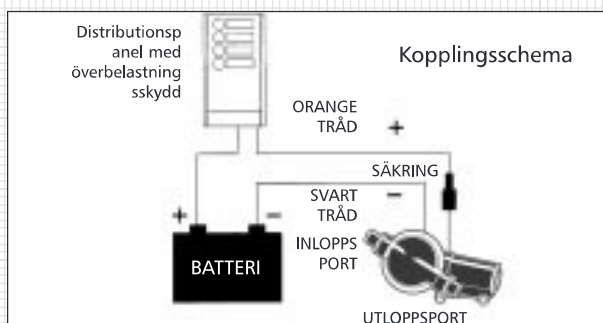 Distributionsp
anel med
överbelastning
sskydd
Kopplingsschema
ORANGE
TRÅD
+
SÄKRING
SVART
TRÅD
−
+
−
BATTERI
INLOPPS
PORT
UTLOPPSPORT